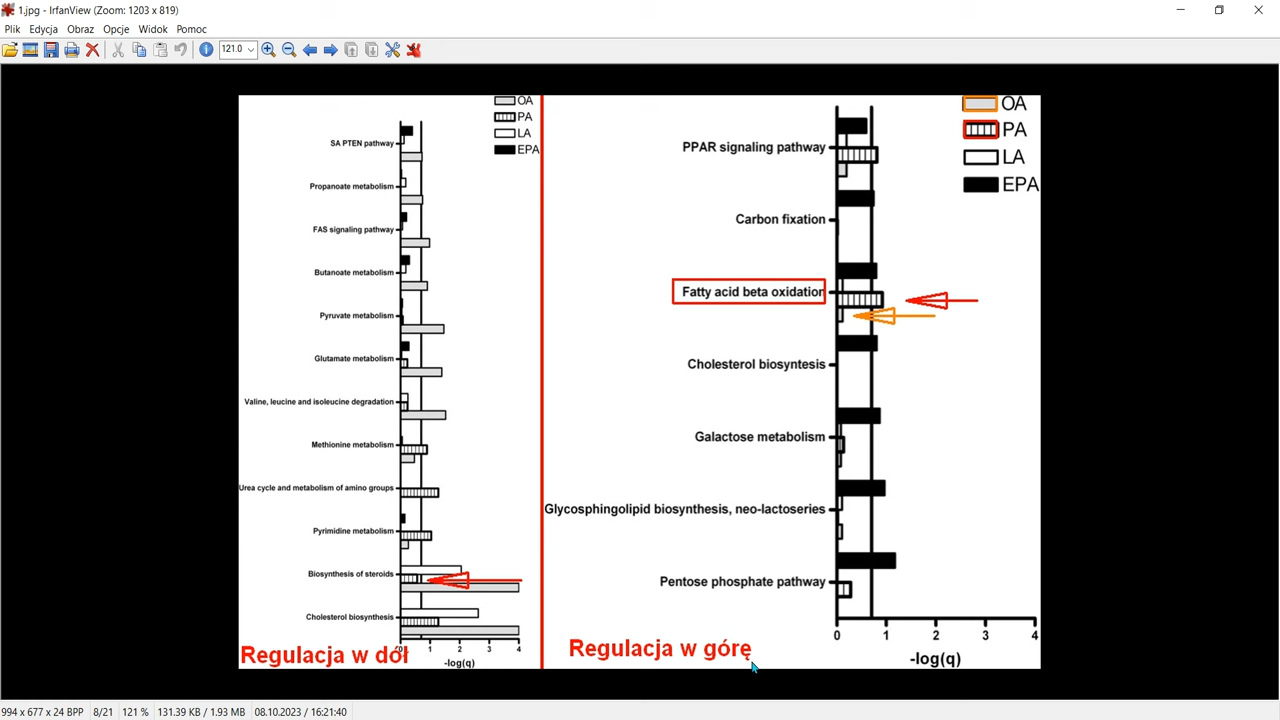 1.jpg - IrfanView (Zoom: 1203 x 819)
Plik Edycja Obraz Opcje Widok Pomoc
121.0
OA
PA
LA
EPA
SA PTEN pathway
Propanoate metabolism
FAS signaling pathway
Butanoate metabolism
Pyruvate metabolism
Glutamate metabolism
Valine, leucine and isoleucine degradation
Methionine metabolism
Urea cycle and metabolism of amino groups
Pyrimidine metabolism
Biosynthesis of steroids
Cholesterol biosynthesis
0 1 2 3 4
-log(q)
Regulacja w dół
OA
PA
LA
EPA
PPAR signaling pathway
Carbon fixation
Fatty acid beta oxidation
Cholesterol biosyntesis
Galactose metabolism
Glycosphingolipid biosynthesis, neo-lactoseries
Pentose phosphate pathway
0 1 2 3 4
-log(q)
Regulacja w górę
994 x 677 x 24 BPP 8/21 121 % 131.39 KB / 1.93 MB 08.10.2023 / 16:21:40